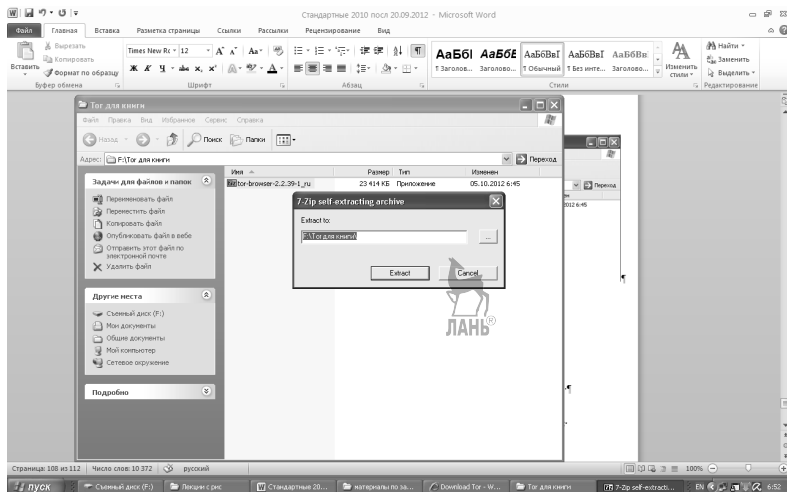 Стандартные 2010 посл 20.09.2012 - Microsoft Word
Файл Главная Вставка Разметка страницы Ссылки Рассылки Рецензирование Вид
Вставить
Вырезать
Копировать
Формат по образцу
Буфер обмена
Times New Rc 12
Ж К Ч abc x, x²
Шрифт
Абзац
АаБбІ АаБбЕ АаБбВвІ АаБбВвІ АаБбВв
¶ Заголов... Заголово... ¶ Обычный ¶ Без инте... Заголово...
Изменить стили
Стили
Найти
Заменить
Выделить
Редактирование
Tor для книги
Файл Правка Вид Избранное Сервис Справка
Назад Поиск Папки
Адрес: F:\Tor для книги Переход
Имя Размер Тип Изменен
tor-browser-2.2.39-1_ru 23 414 КБ Приложение 05.10.2012 6:45
Задачи для файлов и папок
Переименовать файл
Переместить файл
Копировать файл
Опубликовать файл в вебе
Отправить этот файл по
электронной почте
Удалить файл
Другие места
Съемный диск (F:)
Мои документы
Общие документы
Мой компьютер
Сетевое окружение
Подробно
7-Zip self-extracting archive
Extract to:
F:\Tor для книги\
...
Extract Cancel
Переход
2012 6:45
ЛАНЬ®
Страница: 108 из 112 Число слов: 10 372 русский 100%
пуск Съемный диск (F:) Лекции с рис Стандартные 20... материалы по за... Download Tor - W... Tor для книги 7-Zip self-extracti... EN 6:52